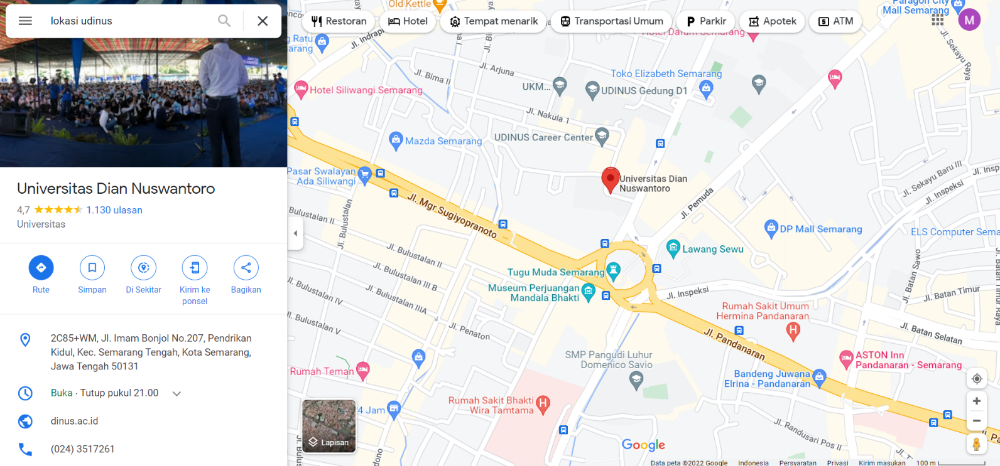 lokasi udinus
Universitas Dian Nuswantoro
4,7
1.130 ulasan
Universitas
Rute
Simpan
Di Sekitar
Kirim ke
ponsel
Bagikan
2C85+WM, Jl. Imam Bonjol No.207, Pendrikan
Kidul, Kec. Semarang Tengah, Kota Semarang,
Jawa Tengah 50131
Buka · Tutup pukul 21.00
dinus.ac.id
(024) 3517261
Restoran
Hotel
Tempat menarik
Transportasi Umum
Parkir
Apotek
ATM
M
Old Kettle
Paragon City
Mall Semarang
Jl. Indrapr
Jl. Arjuna
Jl. Bima II
Toko Elizabeth Semarang
UKM...
UDINUS Gedung D1
Hotel Siliwangi Semarang
Jl. Nakula 1
UDINUS Career Center
Mazda Semarang
Jl. Sekayu Raya
Pasar Swalayan
Ada Siliwangi
Universitas Dian
Nuswantoro
Jl. Sekayu Baru III
Jl. Insp
Jl. Inspeksi
Jl. Pemuda
Jl. Mgr Sugiyopranoto
Bulustalan II
Jl. Bulustalan
DP Mall Semarang
ELS Computer Sema
Lawang Sewu
Jl. Bulustalan II
Tugu Muda Semarang
Jl. Bulustalan III B
Museum Perjuangan
Mandala Bhakti
Jl. Inspeksi
Jl. Batan Sawo
Jl. Batan Timur
Jl. Batan Timur Raya
Jl. Bulustalan IIIA
Rumah Sakit Umum
Hermina Pandanaran
Jl. Bulustalan V
Jl. Penaton
Jl. Pandanaran
Jl. Batan Selatan
SMP Pangudi Luhur
Domenico Savio
ASTON Inn
Pandanaran - Semarang
Rumah Teman
Bandeng Juwana
Elrina - Pandanaran
Rumah Sakit Bhakti
Wira Tamtama
4 Jam
Jl. Randusari Pos II
Lapisan
Google
Data peta ©2022 Google
Indonesia
Persyaratan
Privasi
Kirim masukan
100 m